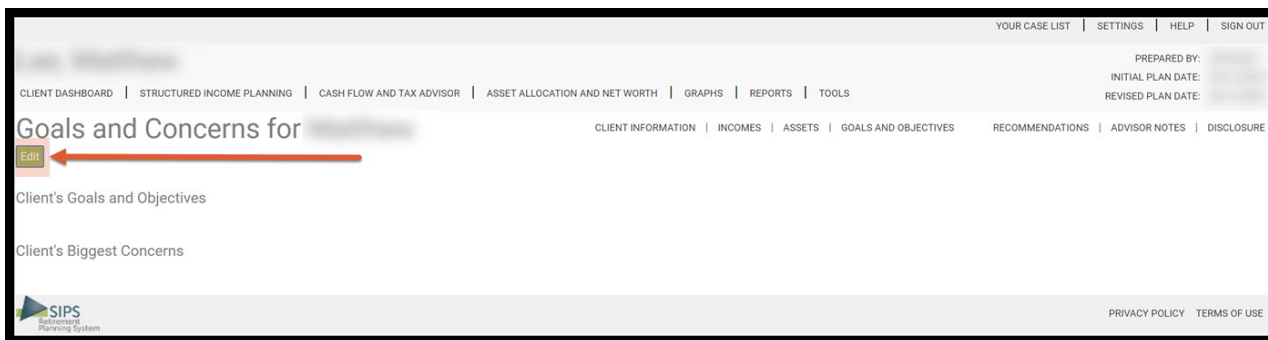 YOUR CASE LIST | SETTINGS | HELP | SIGN OUT
PREPARED BY:
INITIAL PLAN DATE:
REVISED PLAN DATE:
CLIENT DASHBOARD | STRUCTURED INCOME PLANNING | CASH FLOW AND TAX ADVISOR | ASSET ALLOCATION AND NET WORTH | GRAPHS | REPORTS | TOOLS
Goals and Concerns for
CLIENT INFORMATION | INCOMES | ASSETS | GOALS AND OBJECTIVES
RECOMMENDATIONS | ADVISOR NOTES | DISCLOSURE
Edit
Client's Goals and Objectives
Client's Biggest Concerns
SIPS
Retirement
Planning System
PRIVACY POLICY TERMS OF USE